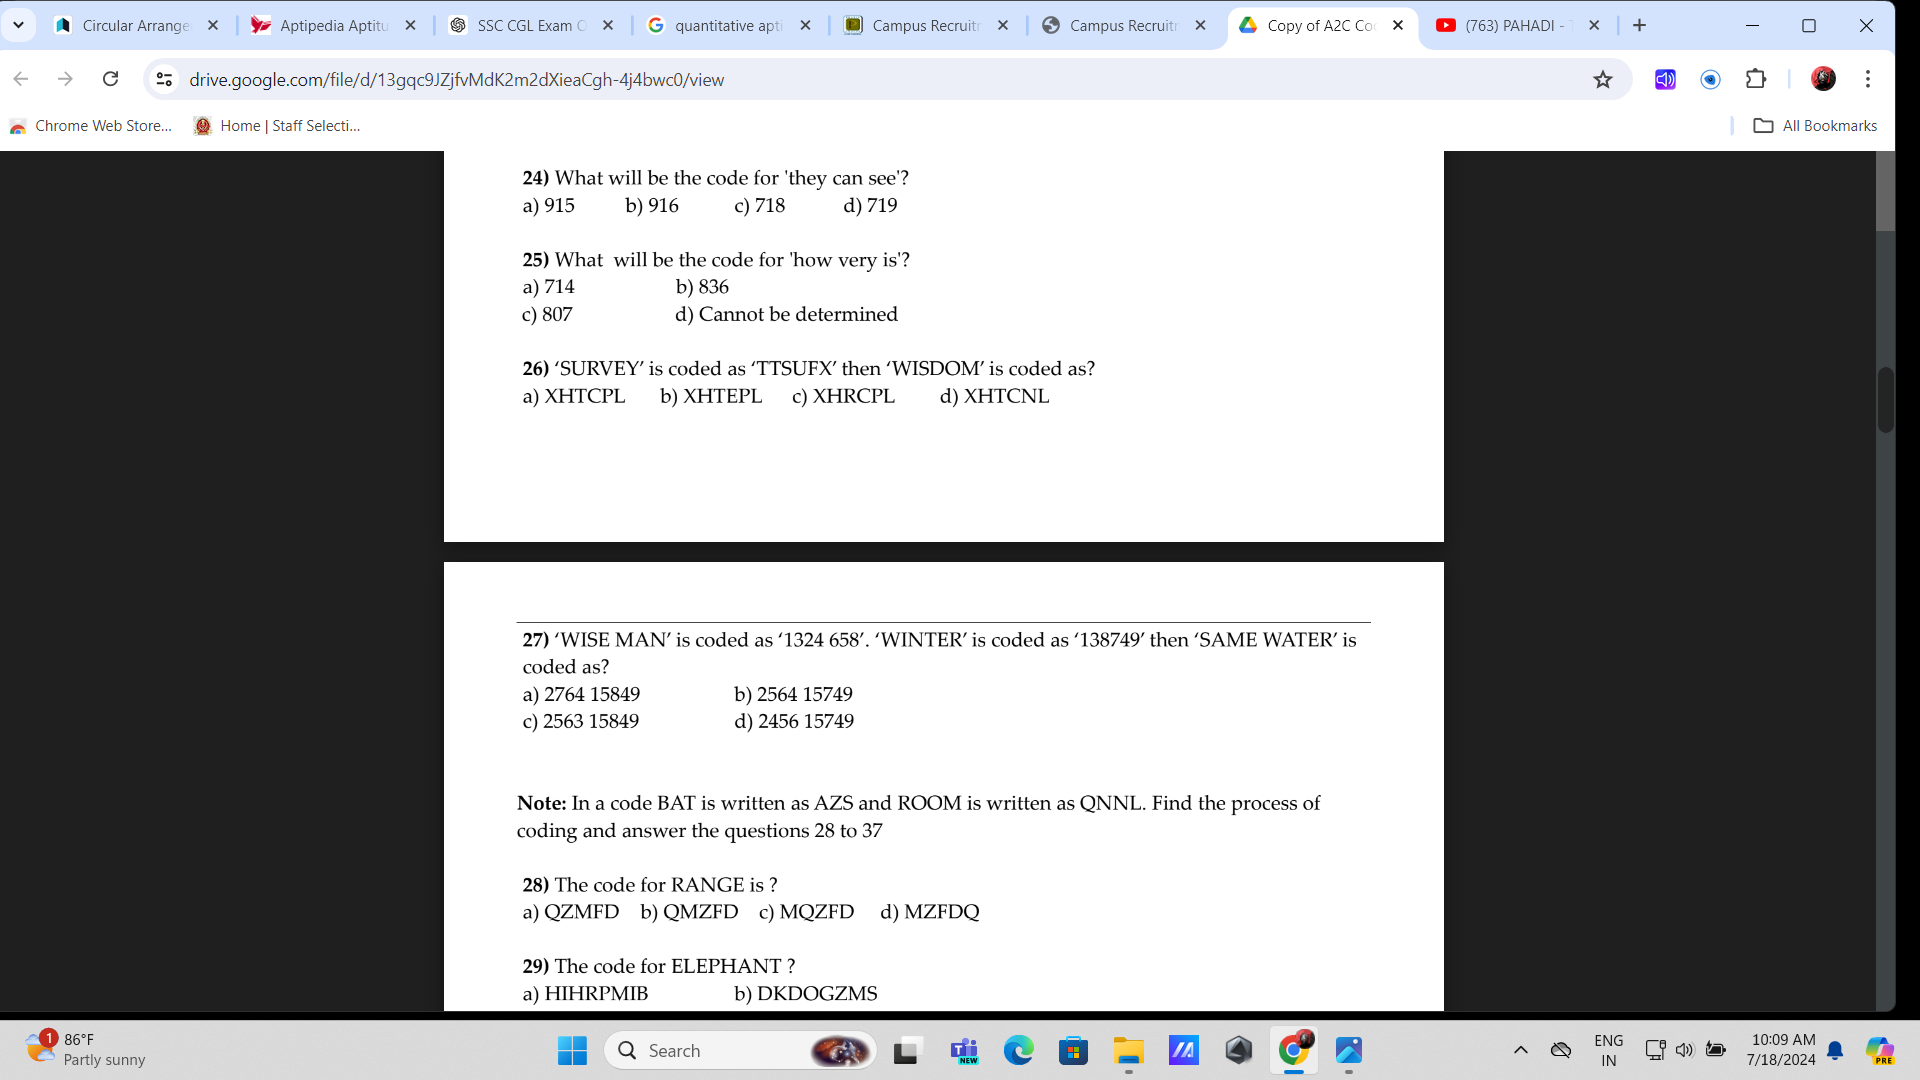 Circular Arrange
Aptipedia Aptitu
SSC CGL Exam
quantitative apti
Campus Recruitr
Campus Recruitr
Copy of A2C Co
(763) PAHADI -
drive.google.com/file/d/13gqc9JZjfvMdK2m2dXieaCgh-4j4bwc0/view
Chrome Web Store...
Home | Staff Selecti...
All Bookmarks
24) What will be the code for 'they can see'?
a) 915 b) 916 c) 718 d) 719
25) What will be the code for 'how very is'?
a) 714 b) 836
c) 807 d) Cannot be determined
26) ‘SURVEY’ is coded as ‘TTSUFX’ then ‘WISDOM’ is coded as?
a) XHTCPL b) XHTEPL c) XHRCPL d) XHTCNL
27) ‘WISE MAN’ is coded as ‘1324 658’. ‘WINTER’ is coded as ‘138749’ then ‘SAME WATER’ is
coded as?
a) 2764 15849 b) 2564 15749
c) 2563 15849 d) 2456 15749
Note: In a code BAT is written as AZS and ROOM is written as QNNL. Find the process of
coding and answer the questions 28 to 37
28) The code for RANGE is ?
a) QZMFD b) QMZFD c) MQZFD d) MZFDQ
29) The code for ELEPHANT ?
a) HIHRPMIB b) DKDOGZMS
1
86°F
Partly sunny
Search
NEW
ENG
IN
10:09 AM
7/18/2024
PRE